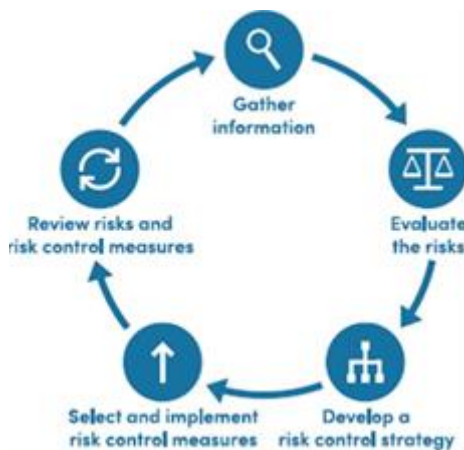 Gather
information
Evaluate
the risks
Develop a
risk control strategy
Select and implement
risk control measures
Review risks and
risk control measures